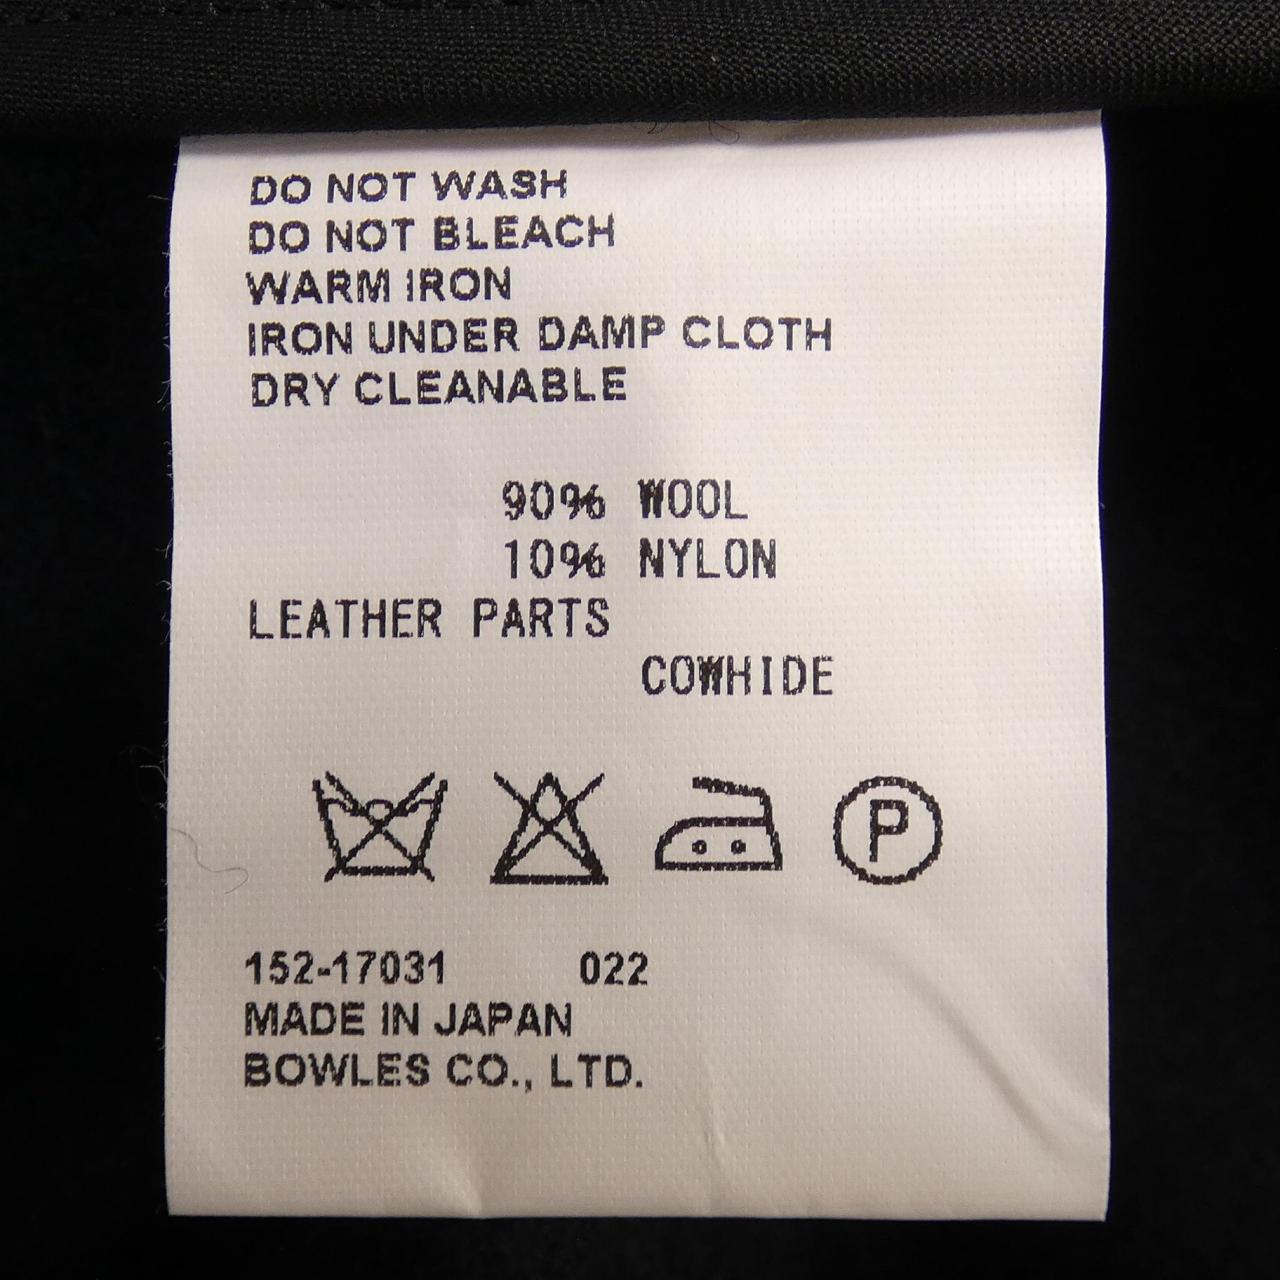 DO NOT WASH
DO NOT BLEACH
WARM IRON
IRON UNDER DAMP CLOTH
DRY CLEANABLE
90% WOOL
10% NYLON
LEATHER PARTS
COWHIDE
P
152-17031 022
MADE IN JAPAN
BOWLES CO., LTD.